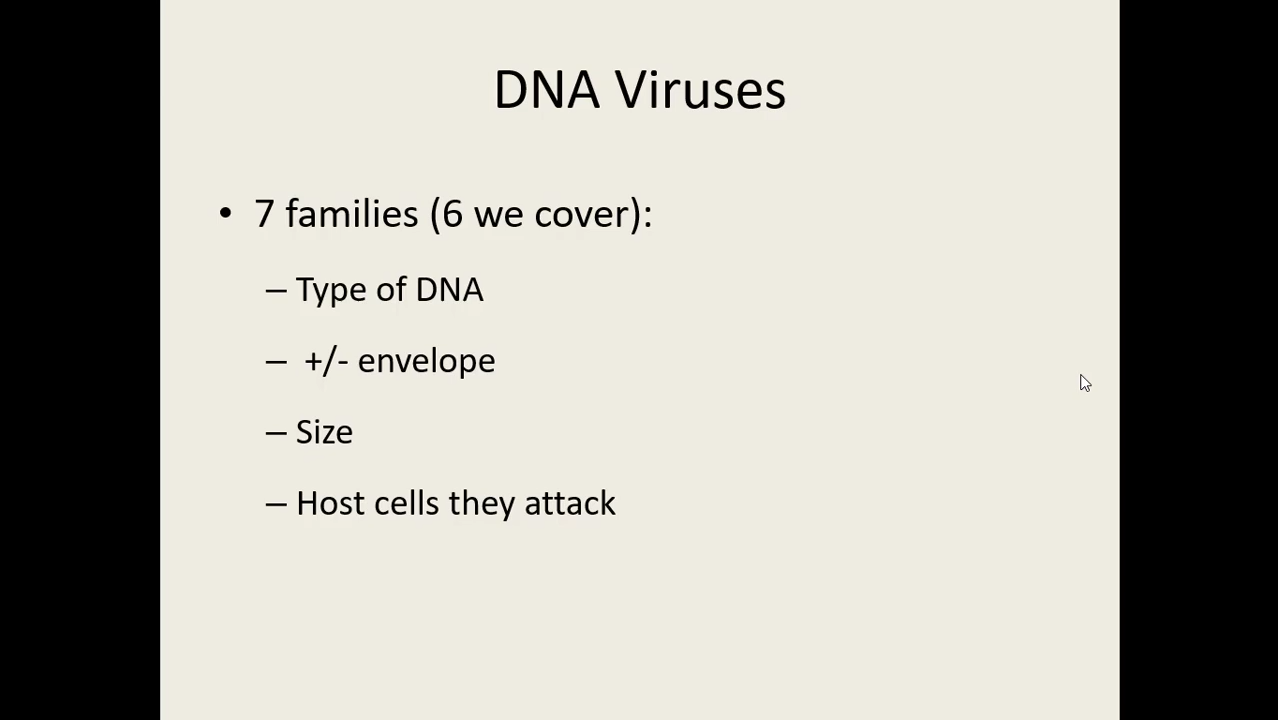 DNA Viruses
• 7 families (6 we cover):
– Type of DNA
– +/- envelope
– Size
– Host cells they attack